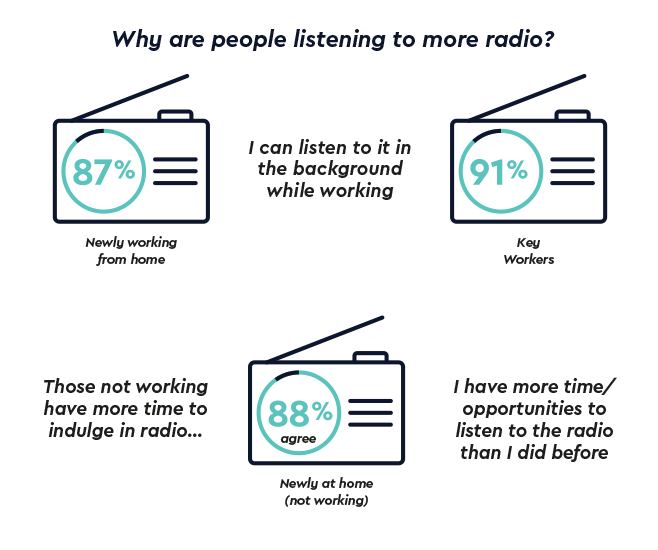 Why are people listening to more radio?
87%
I can listen to it in
the background
while working
91%
Newly working
from home
Key
Workers
Those not working
have more time to
indulge in radio...
88%
agree
I have more time/
opportunities to
listen to the radio
than I did before
Newly at home
(not working)